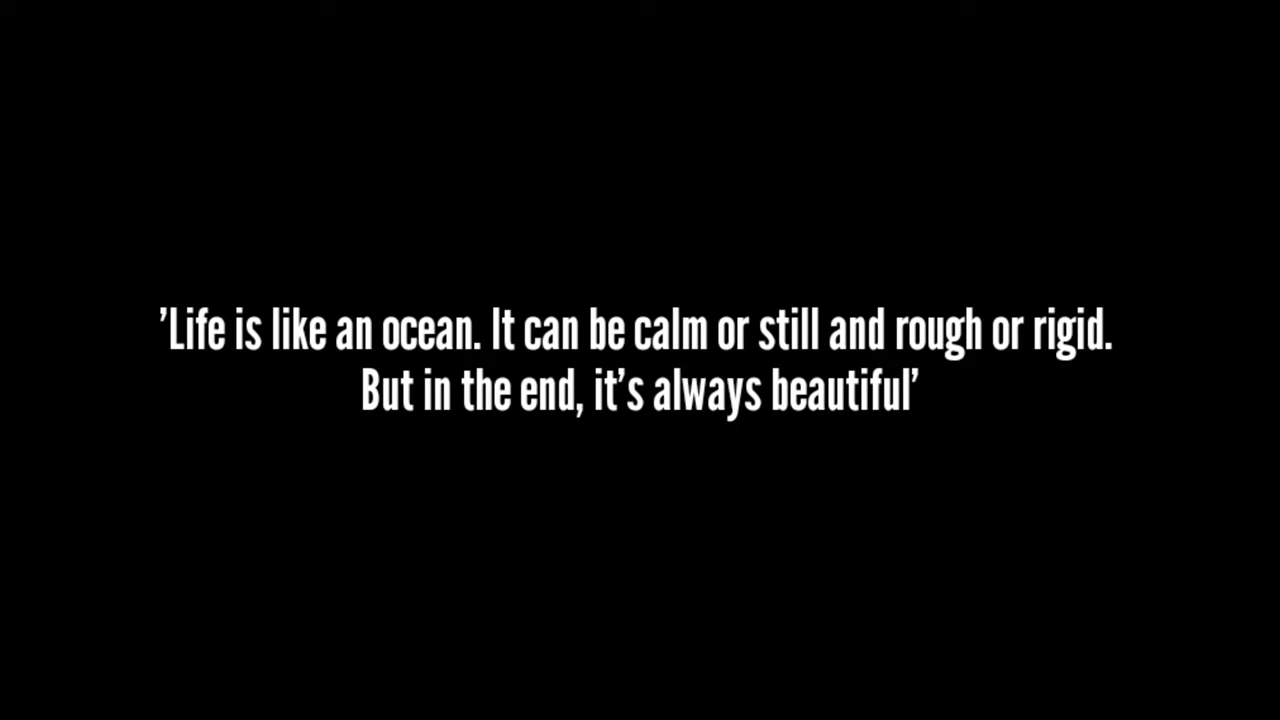 ’Life is like an ocean. It can be calm or still and rough or rigid.
But in the end, it’s always beautiful’